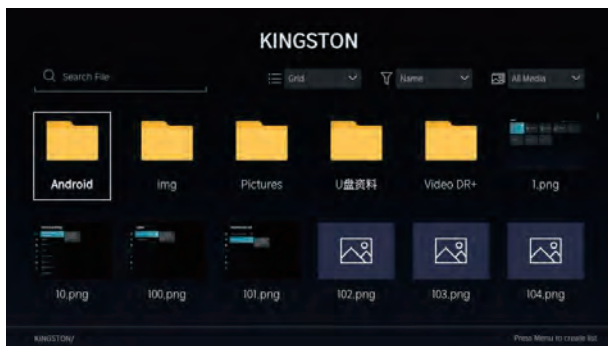 KINGSTON
Search File
Grid
Name
All Media
Android
img
Pictures
U盘资料
Video DR+
1.png
10.png
100.png
101.png
102.png
103.png
104.png
KINGSTON/
Press Menu to create list